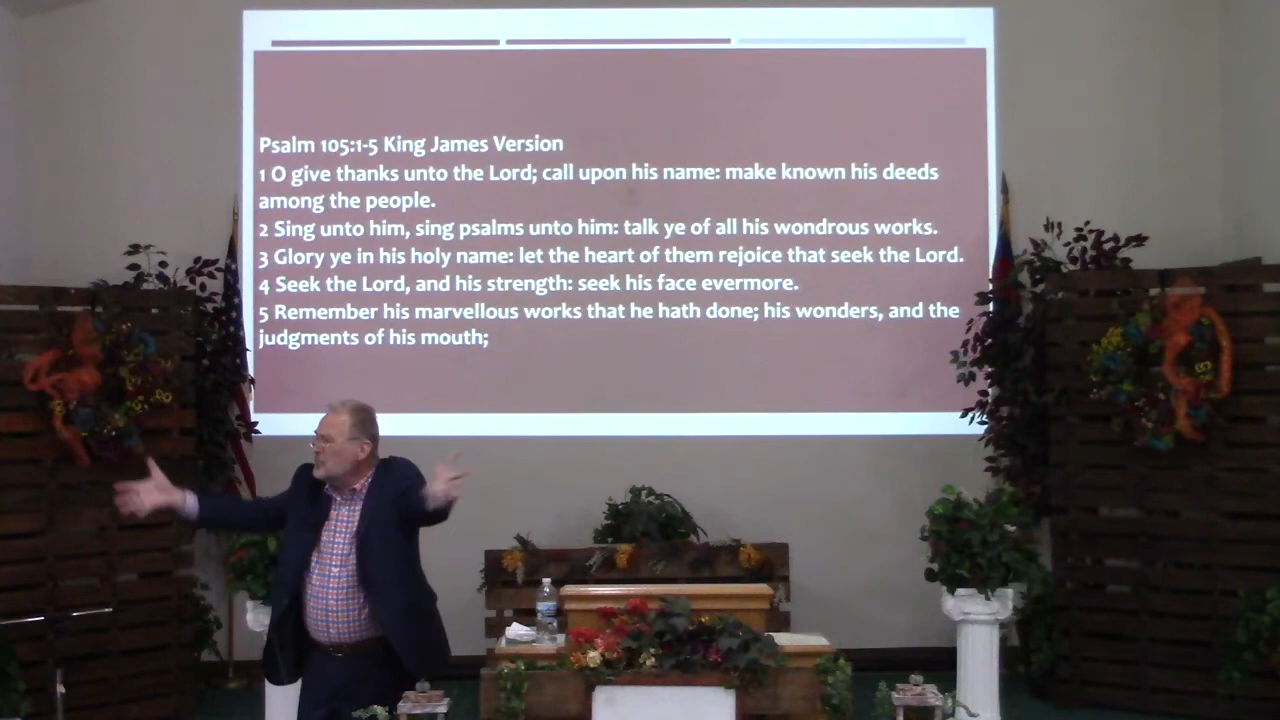 Psalm 105:1-5 King James Version
1 O give thanks unto the Lord; call upon his name: make known his deeds
among the people.
2 Sing unto him, sing psalms unto him: talk ye of all his wondrous works.
3 Glory ye in his holy name: let the heart of them rejoice that seek the Lord.
4 Seek the Lord, and his strength: seek his face evermore.
5 Remember his marvellous works that he hath done; his wonders, and the
judgments of his mouth;